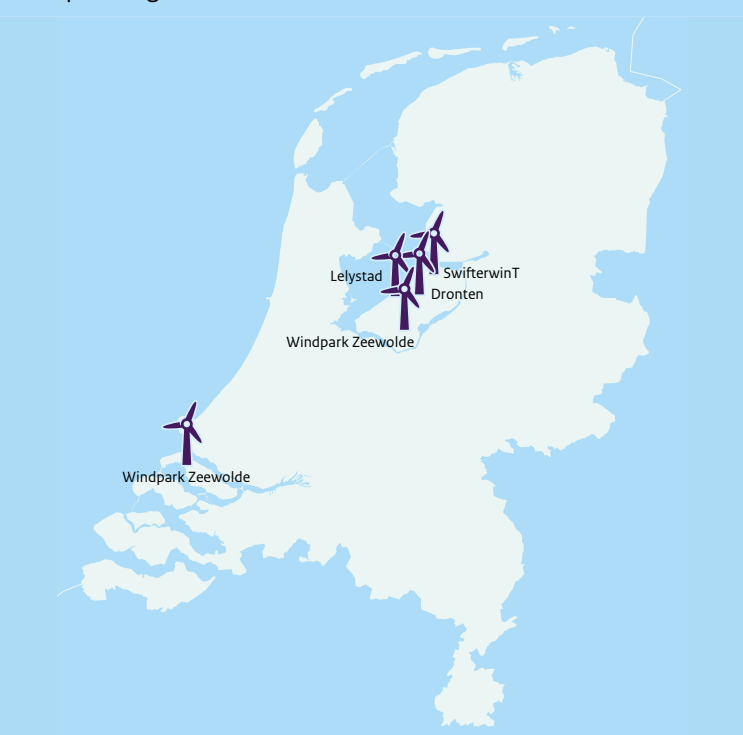 Lelystad
SwifterwinT
Dronten
Windpark Zeewolde
Windpark Zeewolde